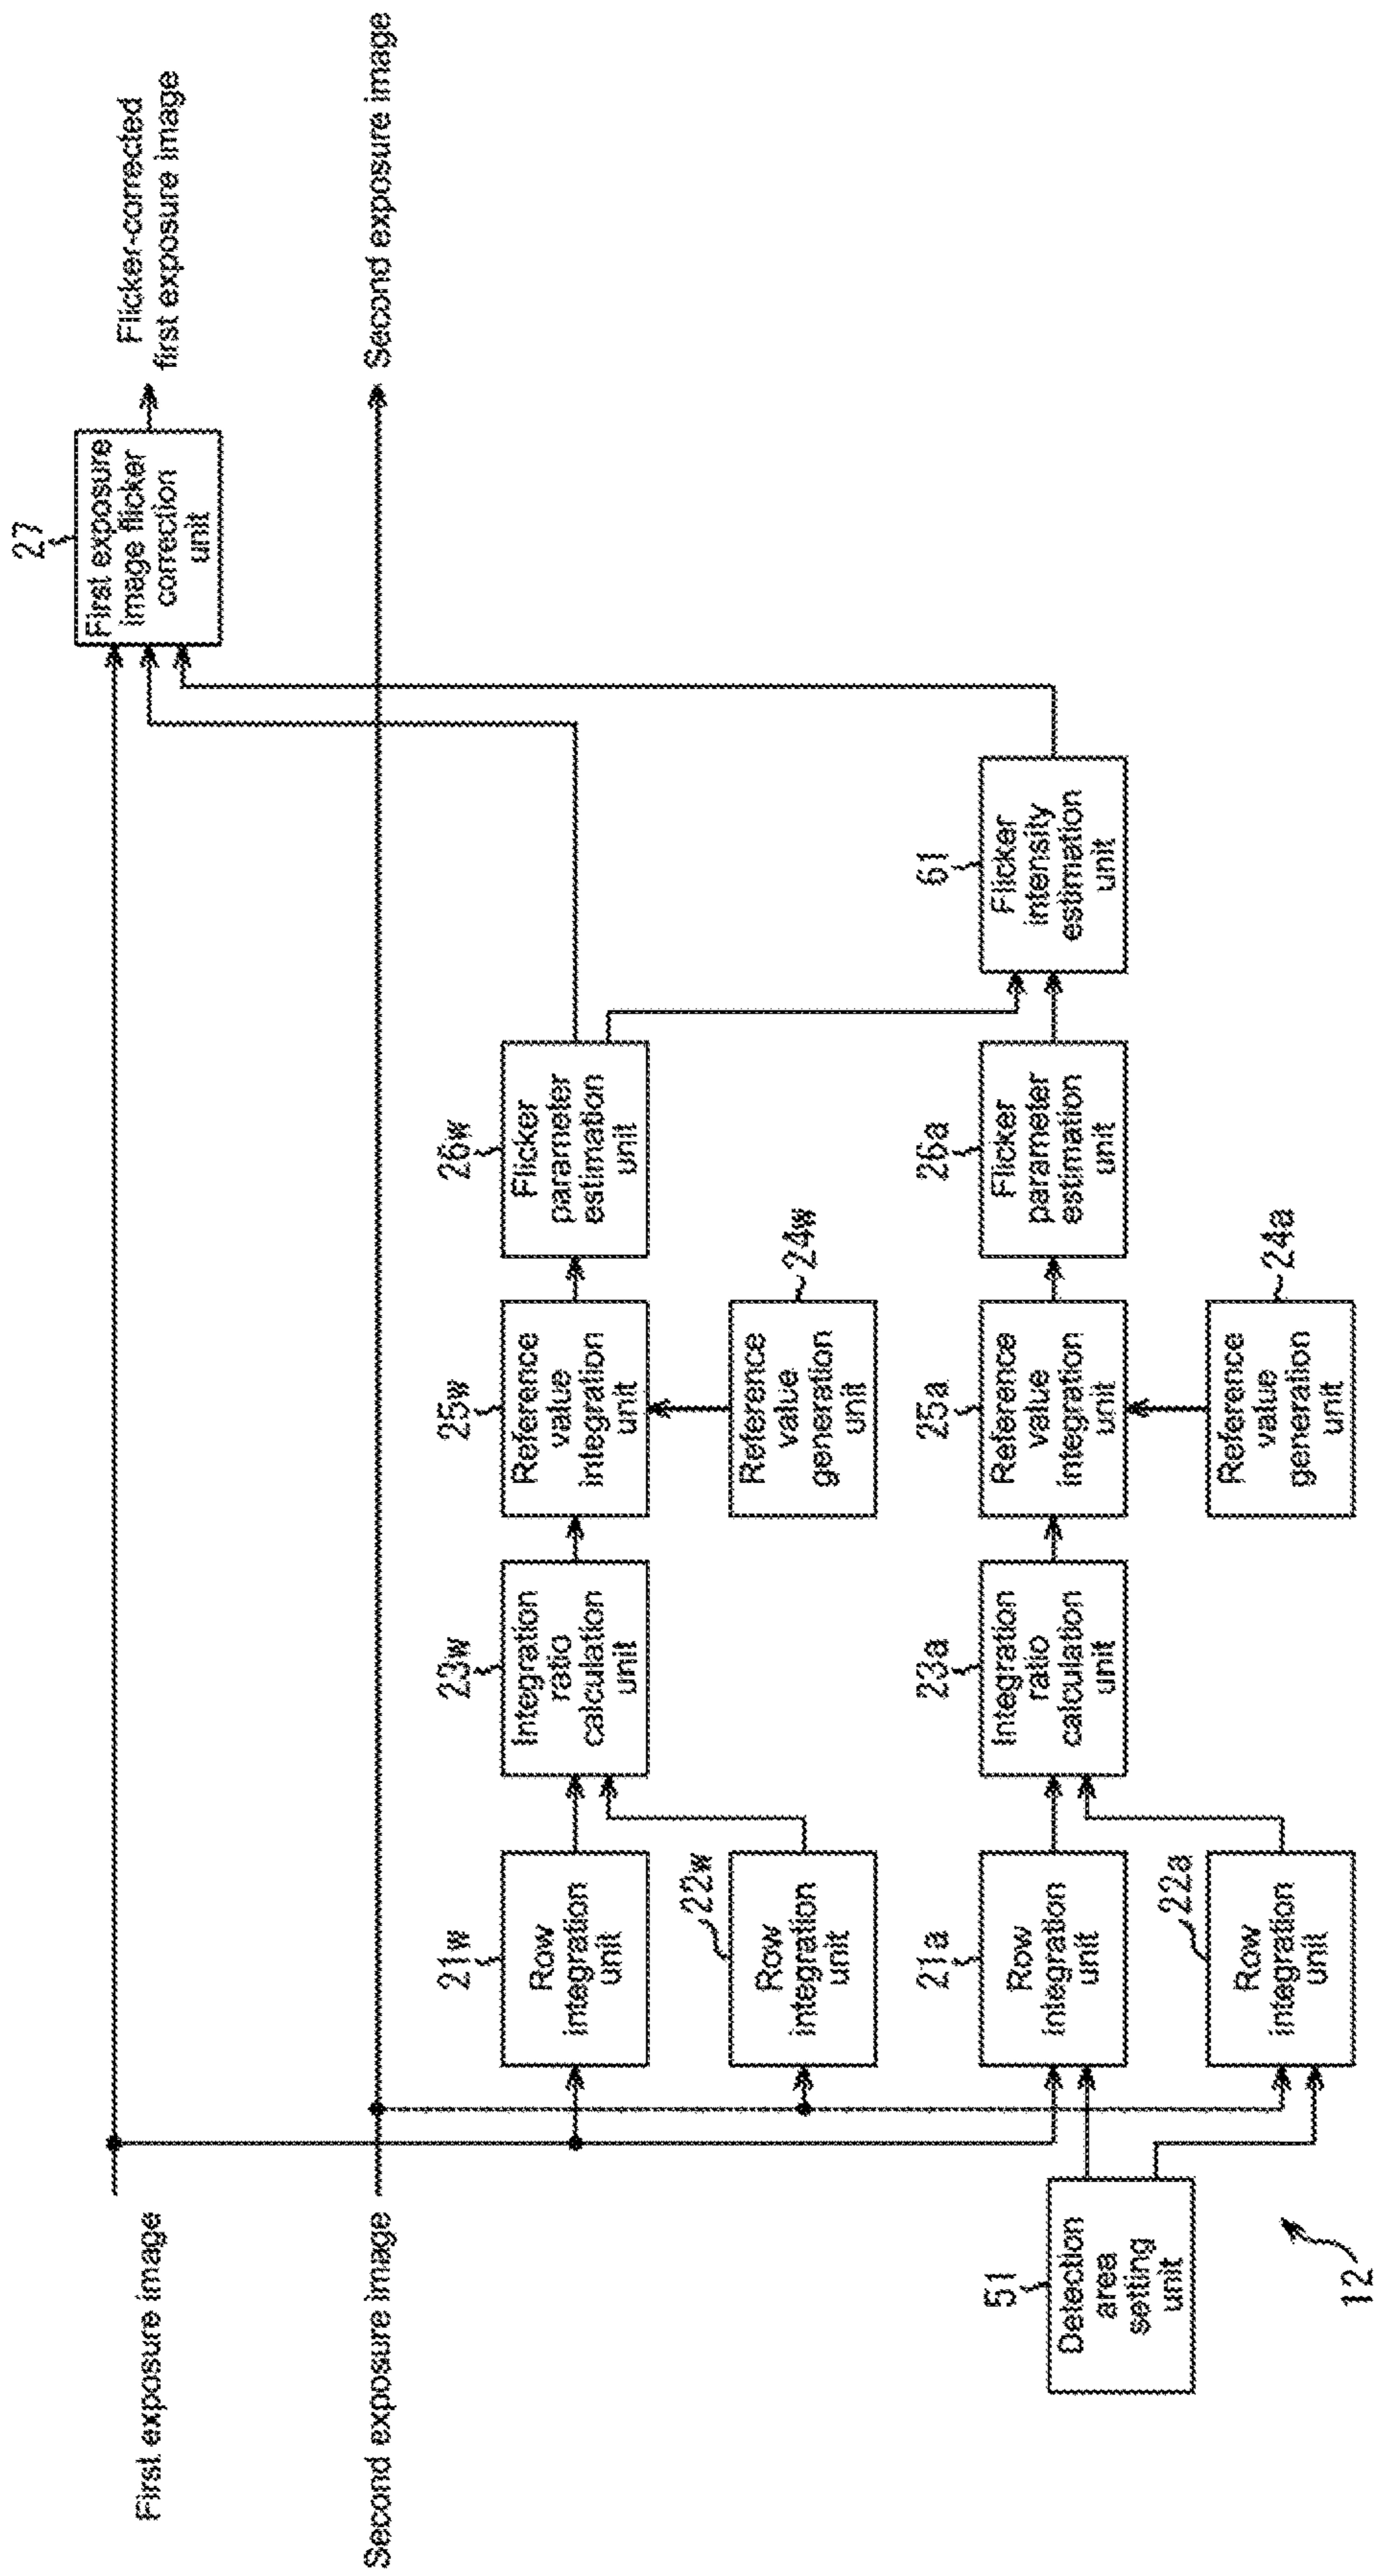 First exposure image
Second exposure image
27
First exposure
image flicker
correction
unit
Flicker-corrected
first exposure image
Second exposure image
21w
Row
integration
unit
22w
Row
integration
unit
23w
Integration
ratio
calculation
unit
25w
Reference
value
integration
unit
24w
Reference
value
generation
unit
26w
Flicker
parameter
estimation
unit
51
Detection
area
setting
unit
21a
Row
integration
unit
22a
Row
integration
unit
23a
Integration
ratio
calculation
unit
25a
Reference
value
integration
unit
24a
Reference
value
generation
unit
26a
Flicker
parameter
estimation
unit
61
Flicker
intensity
estimation
unit
12